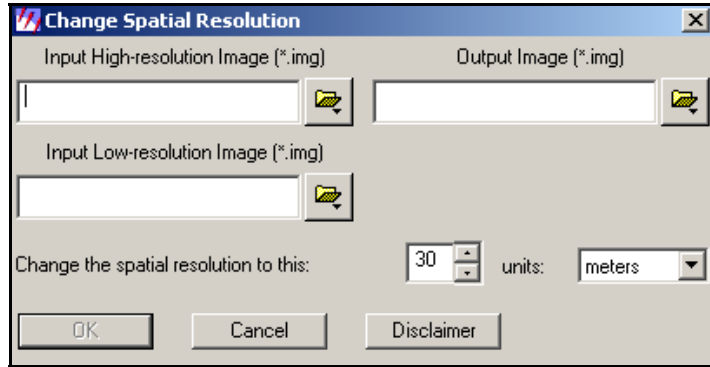 Change Spatial Resolution
Input High-resolution Image (*.img)
Output Image (*.img)
Input Low-resolution Image (*.img)
Change the spatial resolution to this: 30 units: meters
OK Cancel Disclaimer